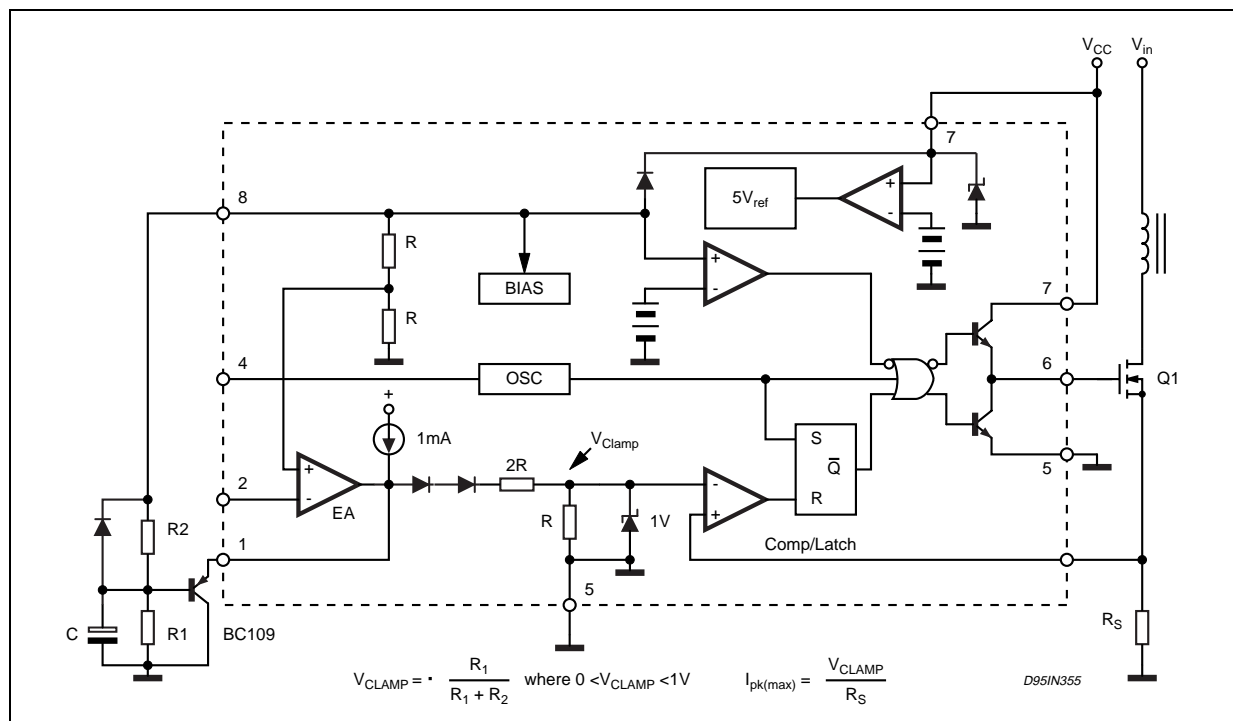 VCC Vin
7
8
5Vref
+
-
R
+
-
BIAS
R
7
4
OSC
6
Q1
+
1mA
VClamp
S
Q̅
R
5
2R
+
-
EA
2
R
1V
-
+
Comp/Latch
R2
1
5
C
R1
BC109
RS
VCLAMP = · R1 / R1 + R2 where 0 <VCLAMP <1V Ipk(max) = VCLAMP / RS
D95IN355